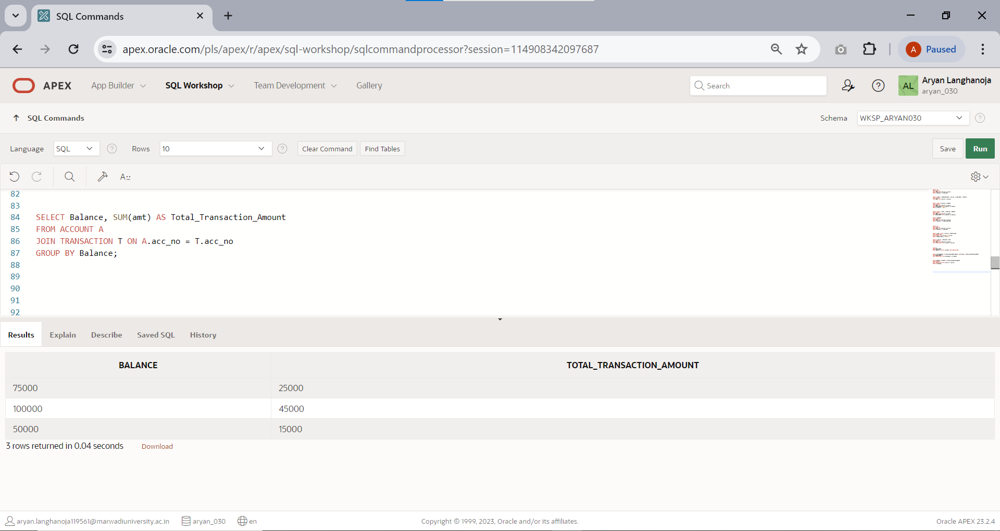 SQL Commands
apex.oracle.com/pls/apex/r/apex/sql-workshop/sqlcommandprocessor?session=114908342097687
A Paused
APEX App Builder SQL Workshop Team Development Gallery Search ? AL Aryan Langhanoja
aryan_030
SQL Commands Schema WKSP_ARYAN030 ?
Language SQL ? Rows 10 ? Clear Command Find Tables Save Run
A::
82
83
84 SELECT Balance, SUM(amt) AS Total_Transaction_Amount
85 FROM ACCOUNT A
86 JOIN TRANSACTION T ON A.acc_no = T.acc_no
87 GROUP BY Balance;
88
89
90
91
92
Results Explain Describe Saved SQL History
BALANCE TOTAL_TRANSACTION_AMOUNT
75000 25000
100000 45000
50000 15000
3 rows returned in 0.04 seconds Download
aryan.langhanoja119561@marwadiuniversity.ac.in aryan_030 en Copyright © 1999, 2023, Oracle and/or its affiliates. Oracle APEX 23.2.4